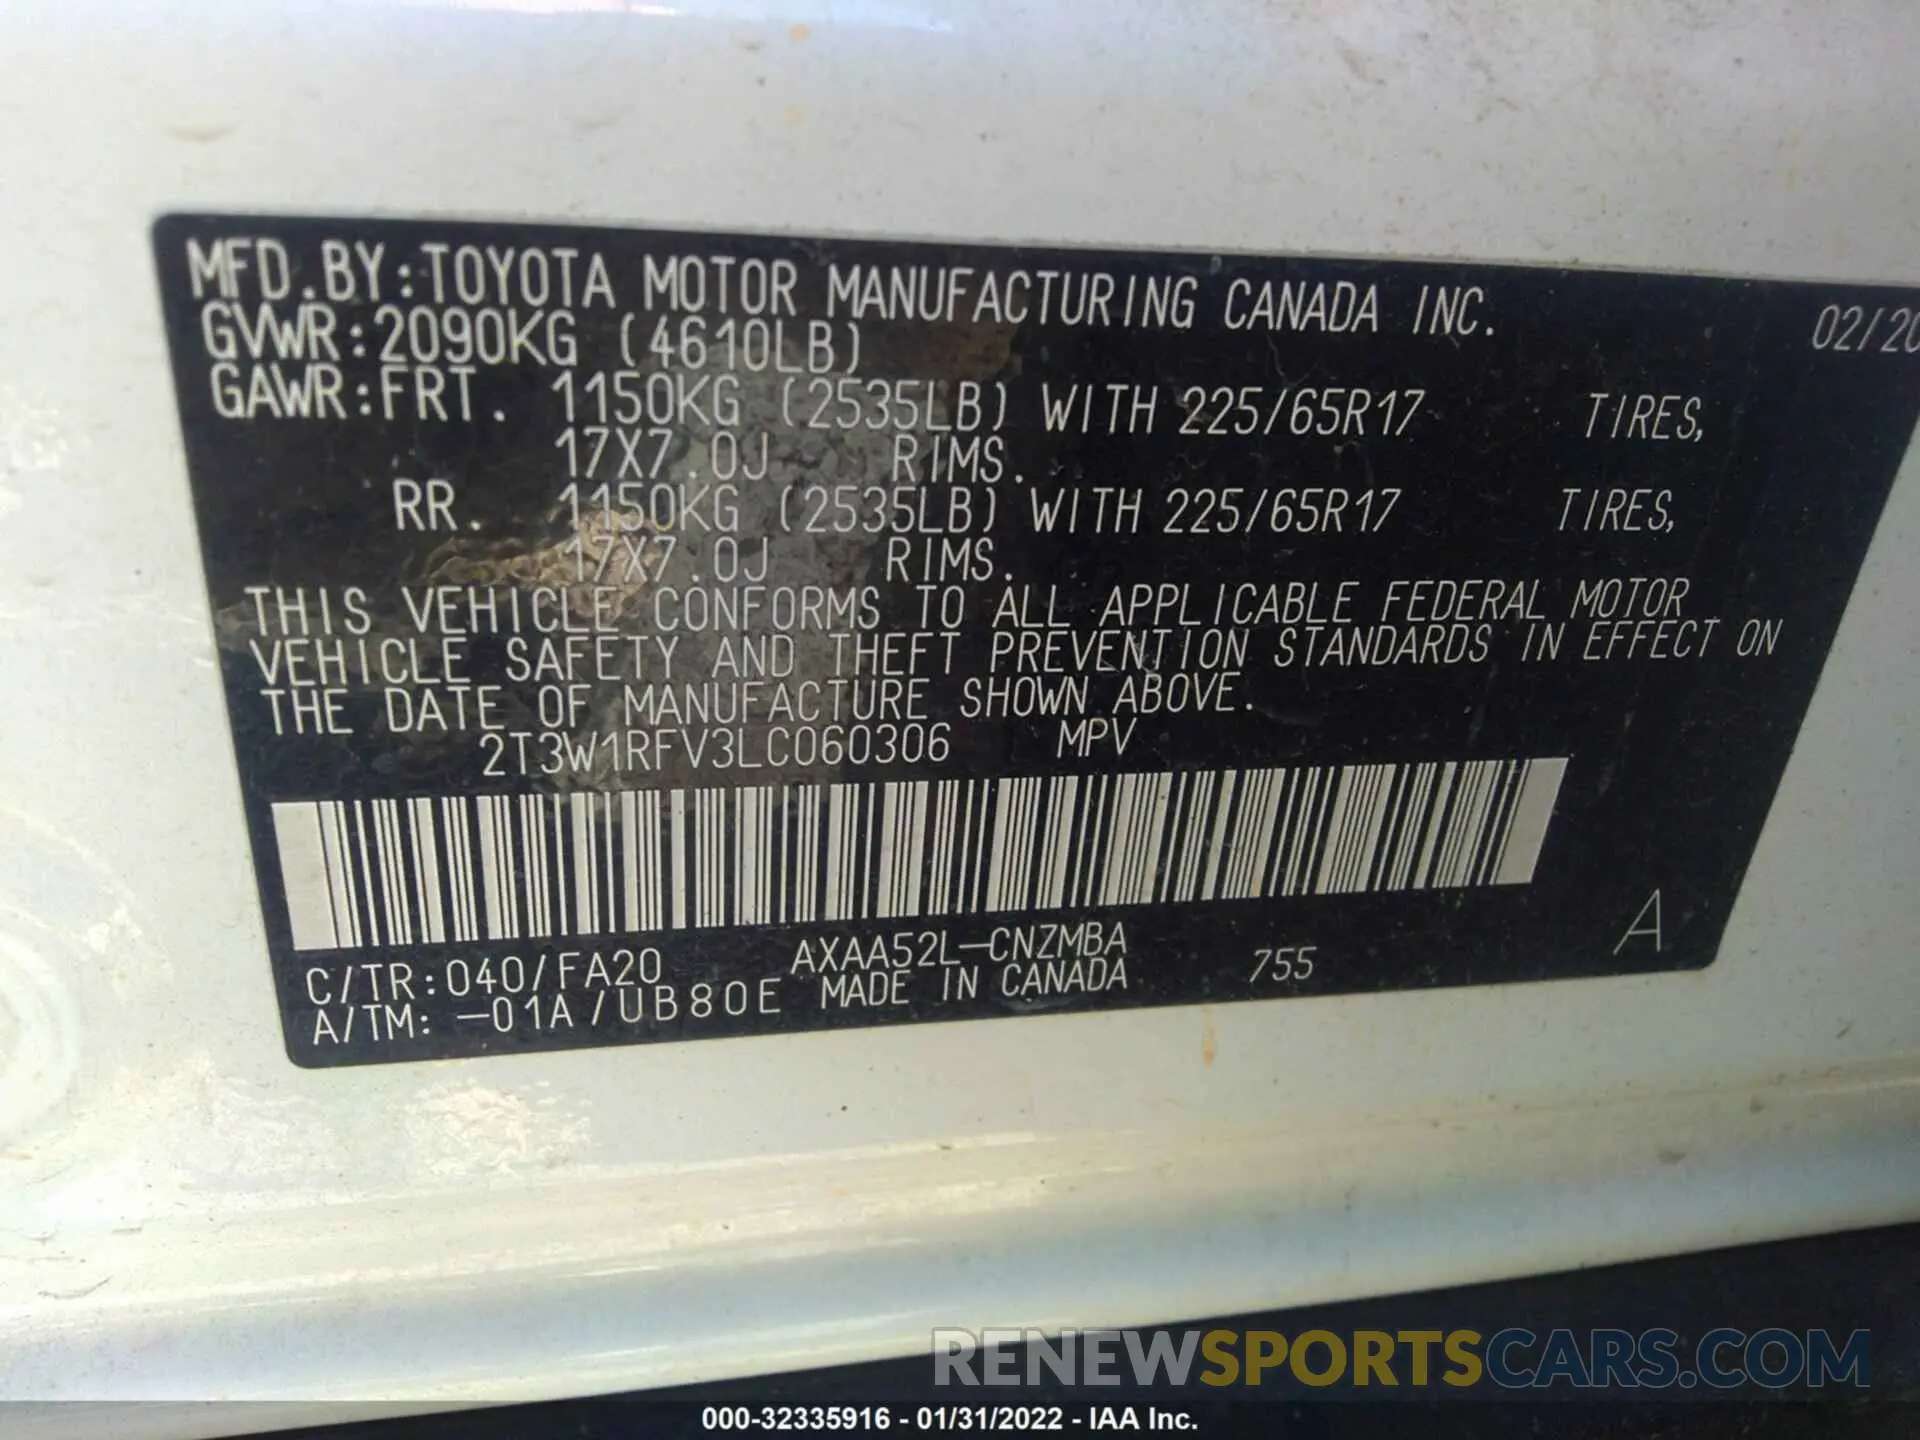 MFD.BY:TOYOTA MOTOR MANUFACTURING CANADA INC. 02/20
GVWR:2090KG (4610LB)
GAWR:FRT. 1150KG (2535LB) WITH 225/65R17 TIRES,
17X7.0J RIMS.
RR. 1150KG (2535LB) WITH 225/65R17 TIRES,
17X7.0J RIMS.
THIS VEHICLE CONFORMS TO ALL APPLICABLE FEDERAL MOTOR
VEHICLE SAFETY AND THEFT PREVENTION STANDARDS IN EFFECT ON
THE DATE OF MANUFACTURE SHOWN ABOVE.
2T3W1RFV3LC060306 MPV
C/TR:040/FA20 AXAA52L-CNZMBA
A/TM: -01A/UB80E MADE IN CANADA 755 A
RENEWSPORTSCARS.COM
000-32335916 - 01/31/2022 - IAA Inc.